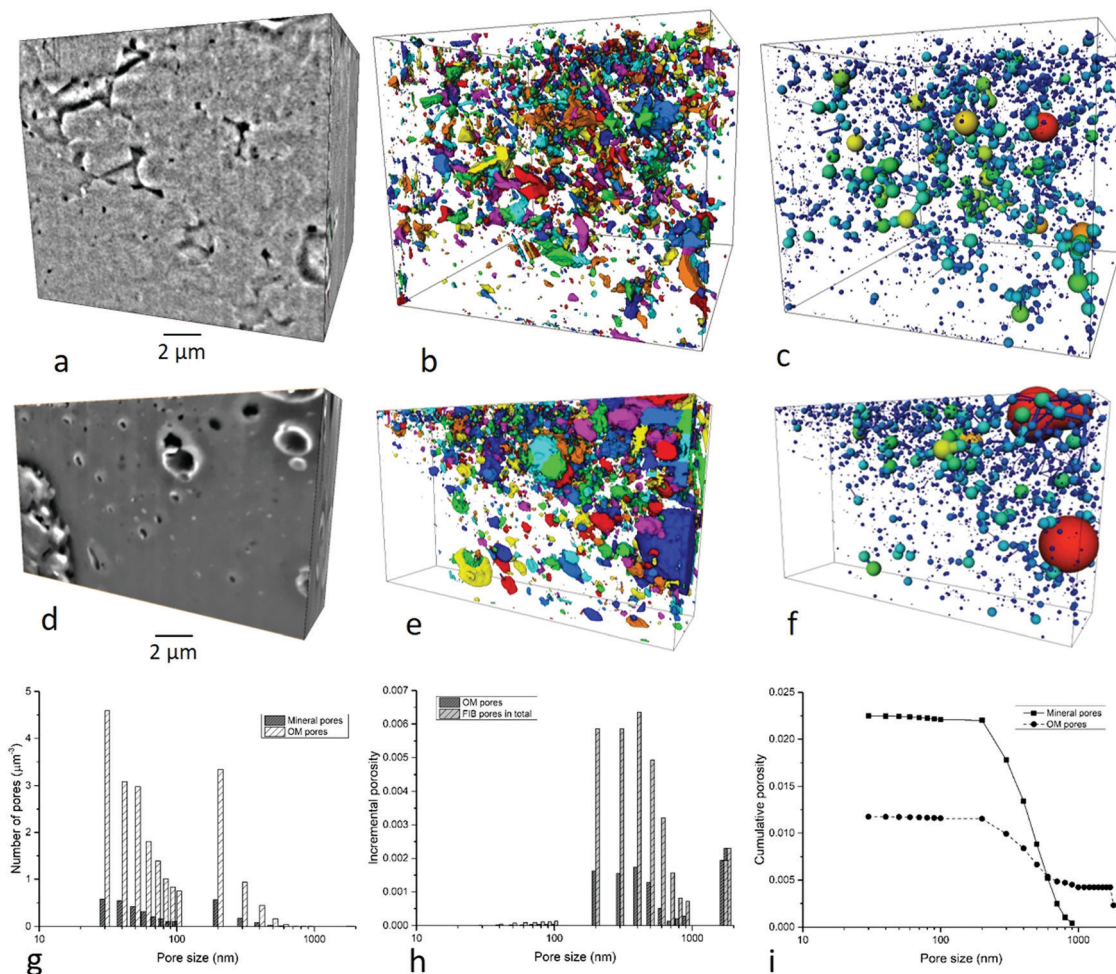 2 μm
a
b
c
2 μm
d
e
f
5
4
3
2
1
0
Number of pores (μm⁻³)
Mineral pores
OM pores
10
100
1000
Pore size (nm)
g
0.007
0.006
0.005
0.004
0.003
0.002
0.001
0.000
Incremental porosity
OM pores
FIB pores in total
10
100
1000
Pore size (nm)
h
0.025
0.020
0.015
0.010
0.005
0.000
Cumulative porosity
Mineral pores
OM pores
10
100
1000
Pore size (nm)
i